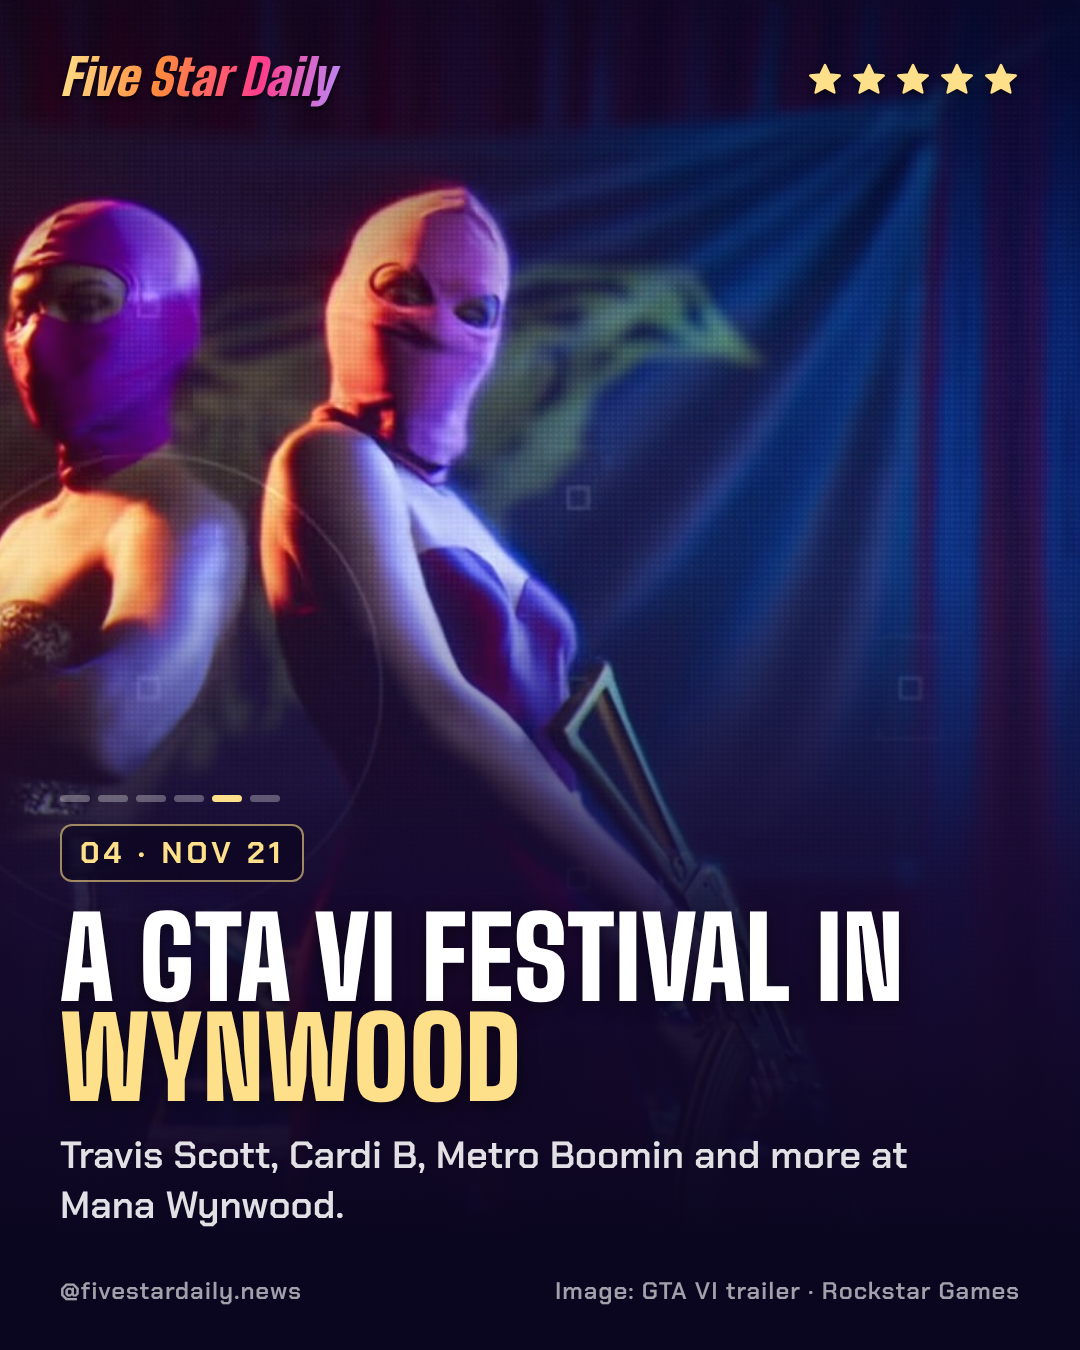 Five Star Daily
04 · NOV 21
A GTA VI FESTIVAL IN
WYNWOOD
Travis Scott, Cardi B, Metro Boomin and more at
Mana Wynwood.
@fivestardaily.news
Image: GTA VI trailer · Rockstar Games